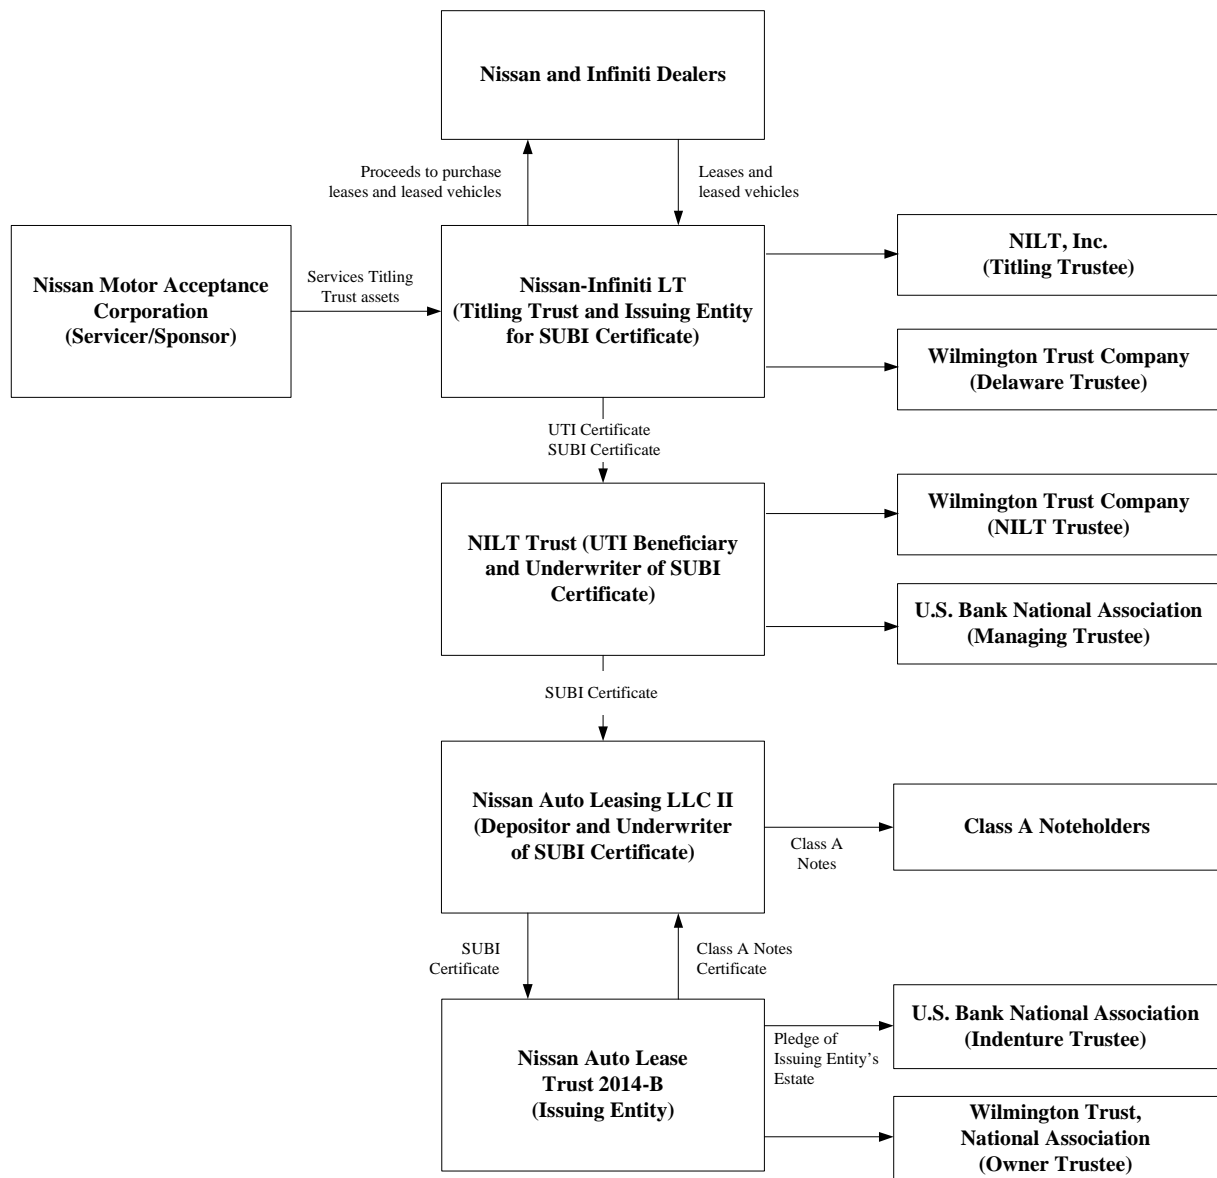 Nissan and Infiniti Dealers
Proceeds to purchase
leases and leased vehicles
Leases and
leased vehicles
Nissan Motor Acceptance
Corporation
(Servicer/Sponsor)
Services Titling
Trust assets
Nissan-Infiniti LT
(Titling Trust and Issuing Entity
for SUBI Certificate)
NILT, Inc.
(Titling Trustee)
Wilmington Trust Company
(Delaware Trustee)
UTI Certificate
SUBI Certificate
NILT Trust (UTI Beneficiary
and Underwriter of SUBI
Certificate)
Wilmington Trust Company
(NILT Trustee)
U.S. Bank National Association
(Managing Trustee)
SUBI Certificate
Nissan Auto Leasing LLC II
(Depositor and Underwriter
of SUBI Certificate)
Class A
Notes
Class A Noteholders
SUBI
Certificate
Class A Notes
Certificate
Nissan Auto Lease
Trust 2014-B
(Issuing Entity)
Pledge of
Issuing Entity's
Estate
U.S. Bank National Association
(Indenture Trustee)
Wilmington Trust,
National Association
(Owner Trustee)